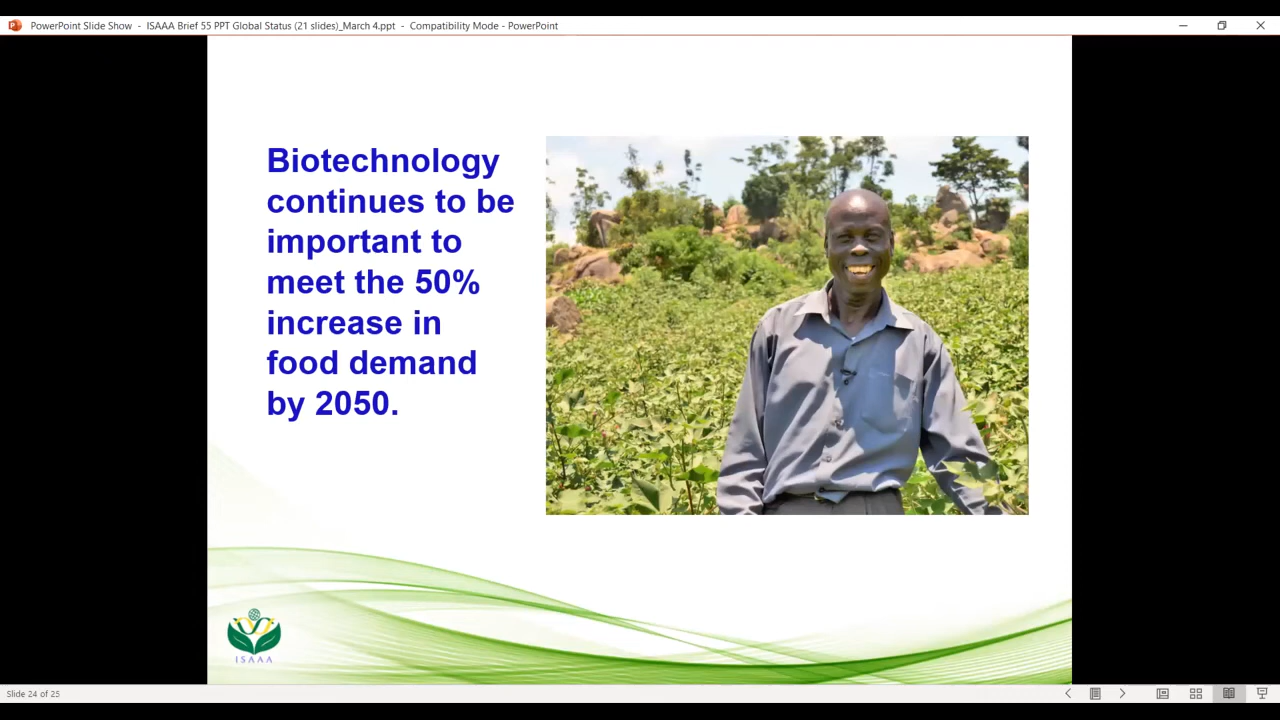 PowerPoint Slide Show - ISAAA Brief 55 PPT Global Status (21 slides)_March 4.ppt - Compatibility Mode - PowerPoint
Biotechnology
continues to be
important to
meet the 50%
increase in
food demand
by 2050.
ISAAA
Slide 24 of 25